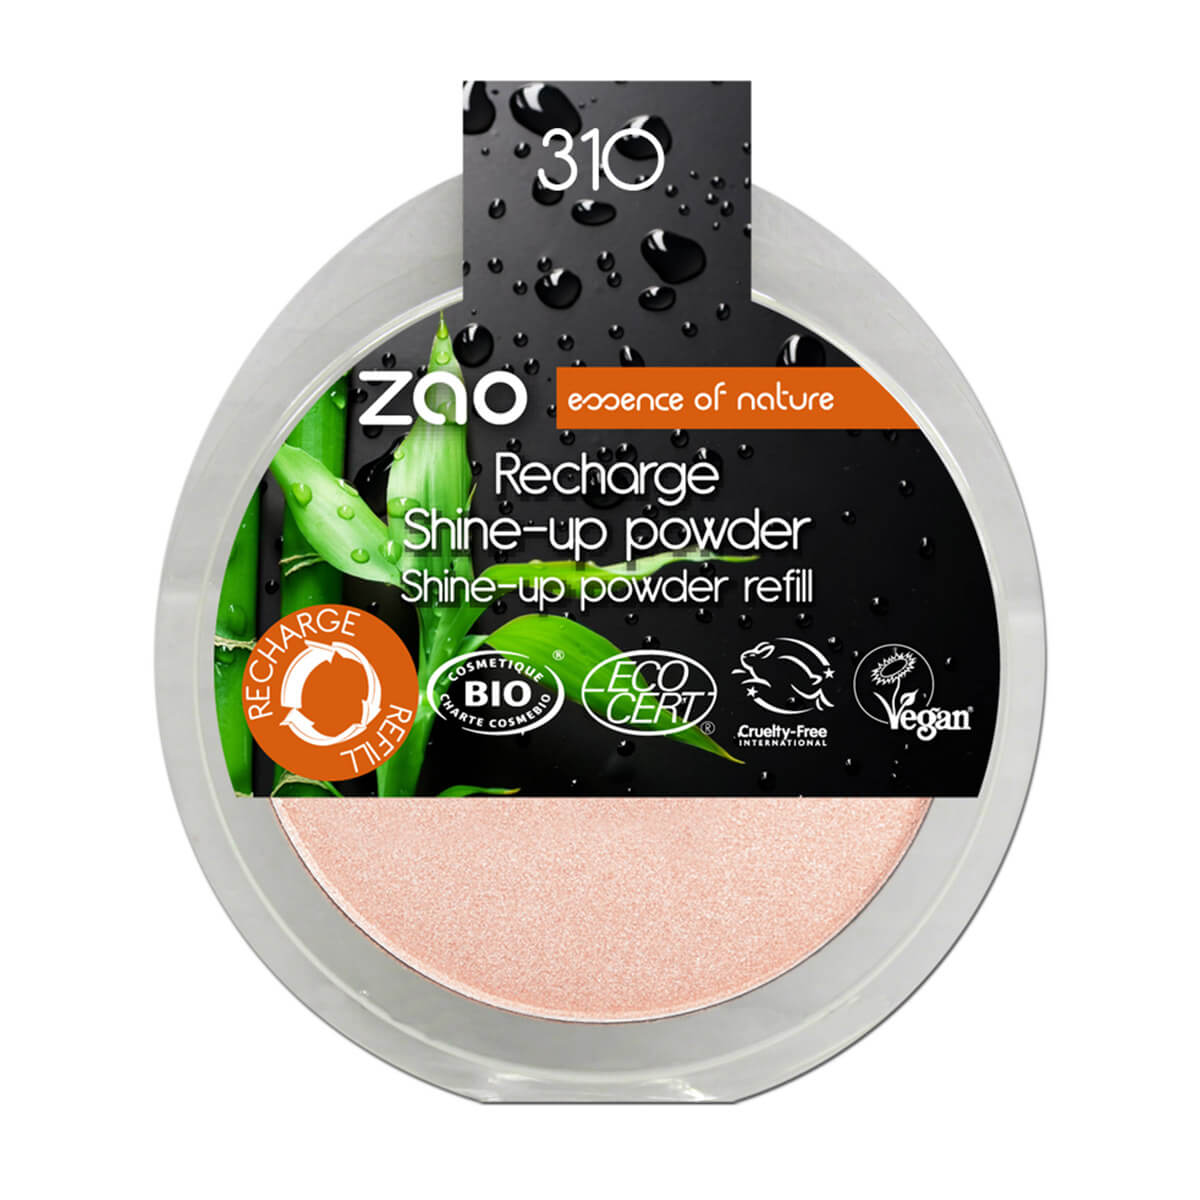 310
zao essence of nature
Recharge
Shine-up powder
Shine-up powder refill
RECHARGE
REFILL
COSMETIQUE
BIO
CHARTE COSMEBIO
®
ECO
CERT
®
Cruelty-Free
INTERNATIONAL
Vegan